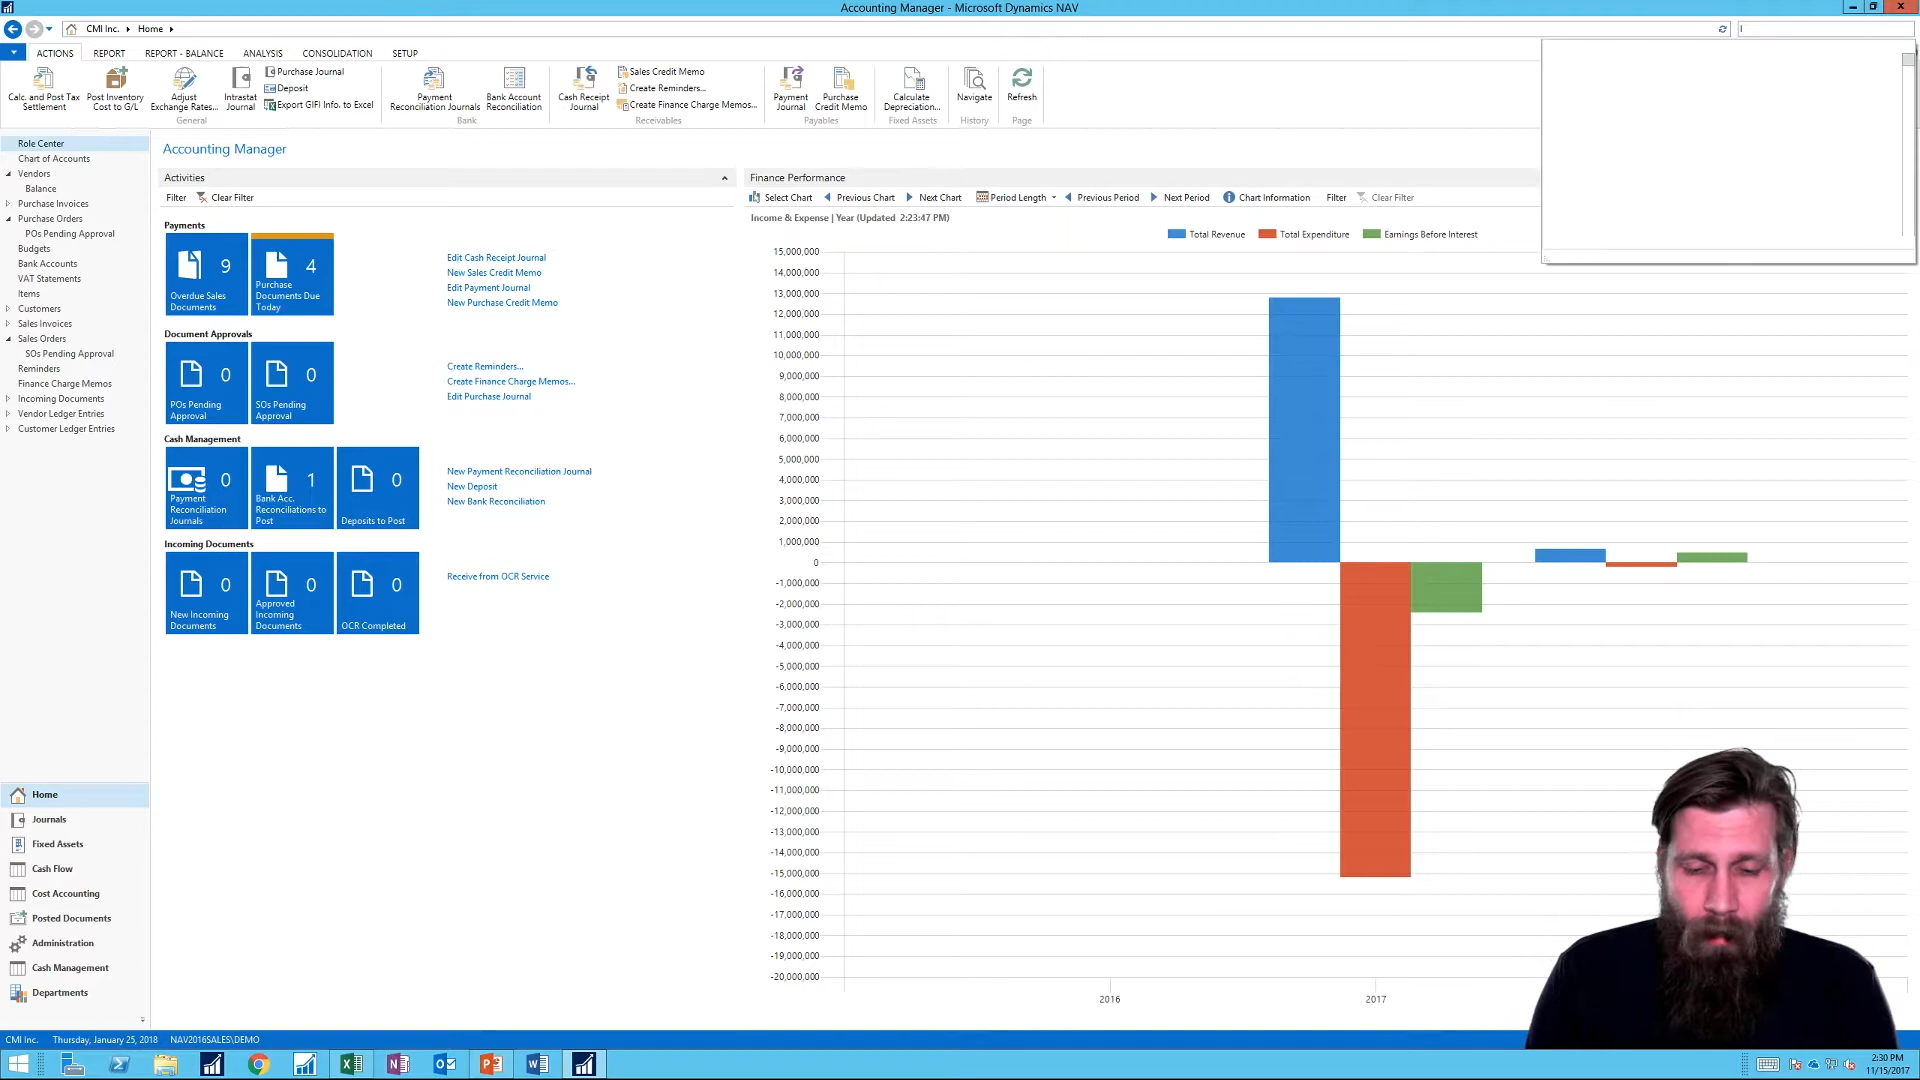 Accounting Manager - Microsoft Dynamics NAV
CMI Inc. Home
ACTIONS REPORT REPORT - BALANCE ANALYSIS CONSOLIDATION SETUP
Calc. and Post Tax Settlement
Post Inventory Cost to G/L
Adjust Exchange Rates...
Intrastat Journal
Purchase Journal
Deposit
Export GIFI Info. to Excel
General
Payment Reconciliation Journals
Bank Account Reconciliation
Bank
Cash Receipt Journal
Sales Credit Memo
Create Reminders...
Create Finance Charge Memos...
Receivables
Payment Journal
Purchase Credit Memo
Payables
Calculate Depreciation...
Fixed Assets
Navigate
History
Refresh
Page
Role Center
Chart of Accounts
Vendors
Balance
Purchase Invoices
Purchase Orders
POs Pending Approval
Budgets
Bank Accounts
VAT Statements
Items
Customers
Sales Invoices
Sales Orders
SOs Pending Approval
Reminders
Finance Charge Memos
Incoming Documents
Vendor Ledger Entries
Customer Ledger Entries
Home
Journals
Fixed Assets
Cash Flow
Cost Accounting
Posted Documents
Administration
Cash Management
Departments
Accounting Manager
Activities
Filter Clear Filter
Payments
9
Overdue Sales
Documents
4
Purchase
Documents Due
Today
Edit Cash Receipt Journal
New Sales Credit Memo
Edit Payment Journal
New Purchase Credit Memo
Document Approvals
0
POs Pending
Approval
0
SOs Pending
Approval
Create Reminders...
Create Finance Charge Memos...
Edit Purchase Journal
Cash Management
0
Payment
Reconciliation
Journals
1
Bank Acc.
Reconciliations to
Post
0
Deposits to Post
New Payment Reconciliation Journal
New Deposit
New Bank Reconciliation
Incoming Documents
0
New Incoming
Documents
0
Approved
Incoming
Documents
0
OCR Completed
Receive from OCR Service
Finance Performance
Select Chart Previous Chart Next Chart Period Length Previous Period Next Period Chart Information Filter Clear Filter
Income & Expense | Year (Updated 2:23:47 PM)
Total Revenue Total Expenditure Earnings Before Interest
15,000,000
14,000,000
13,000,000
12,000,000
11,000,000
10,000,000
9,000,000
8,000,000
7,000,000
6,000,000
5,000,000
4,000,000
3,000,000
2,000,000
1,000,000
0
-1,000,000
-2,000,000
-3,000,000
-4,000,000
-5,000,000
-6,000,000
-7,000,000
-8,000,000
-9,000,000
-10,000,000
-11,000,000
-12,000,000
-13,000,000
-14,000,000
-15,000,000
-16,000,000
-17,000,000
-18,000,000
-19,000,000
-20,000,000
2016 2017
CMI Inc. Thursday, January 25, 2018 NAV2016SALES\DEMO
2:30 PM
11/15/2017